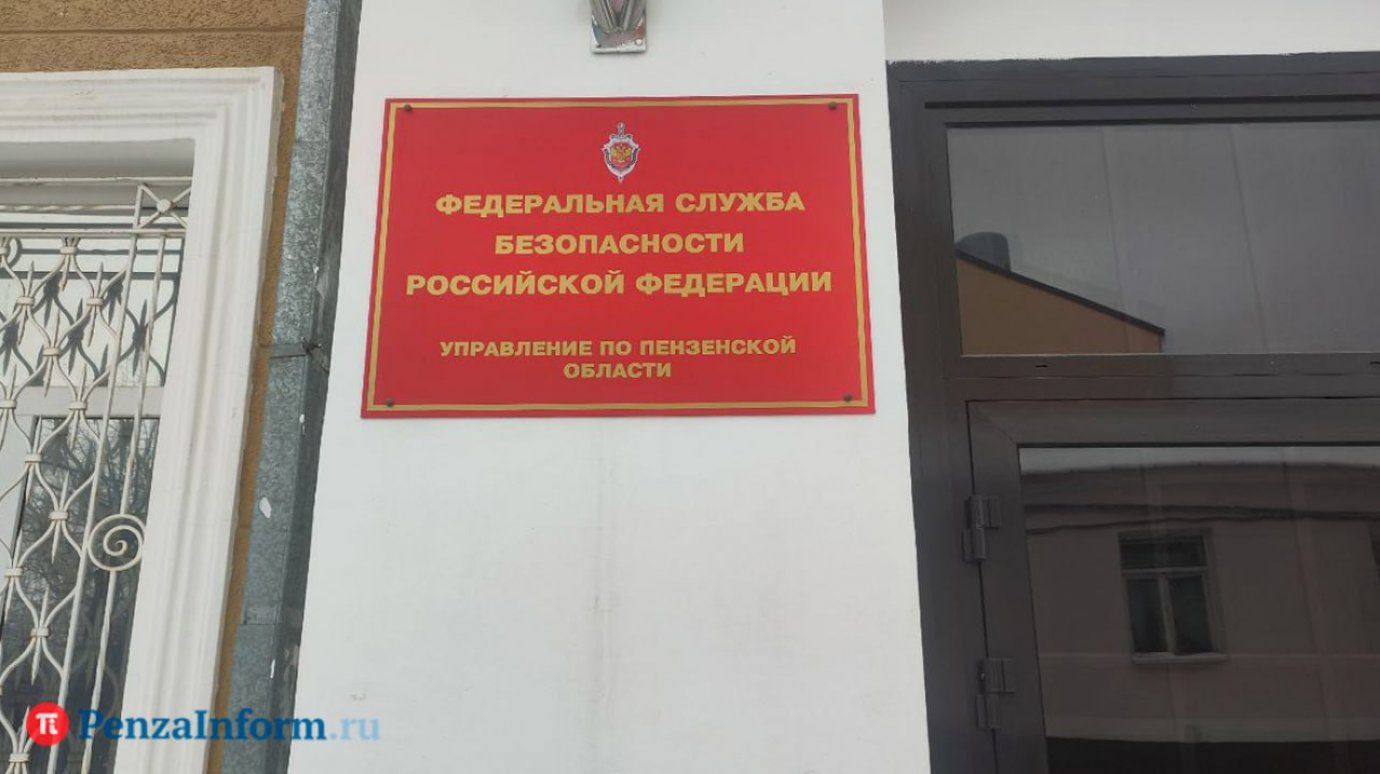 ФЕДЕРАЛЬНАЯ СЛУЖБА
БЕЗОПАСНОСТИ
РОССИЙСКОЙ ФЕДЕРАЦИИ
УПРАВЛЕНИЕ ПО ПЕНЗЕНСКОЙ
ОБЛАСТИ
PenzaInform.ru